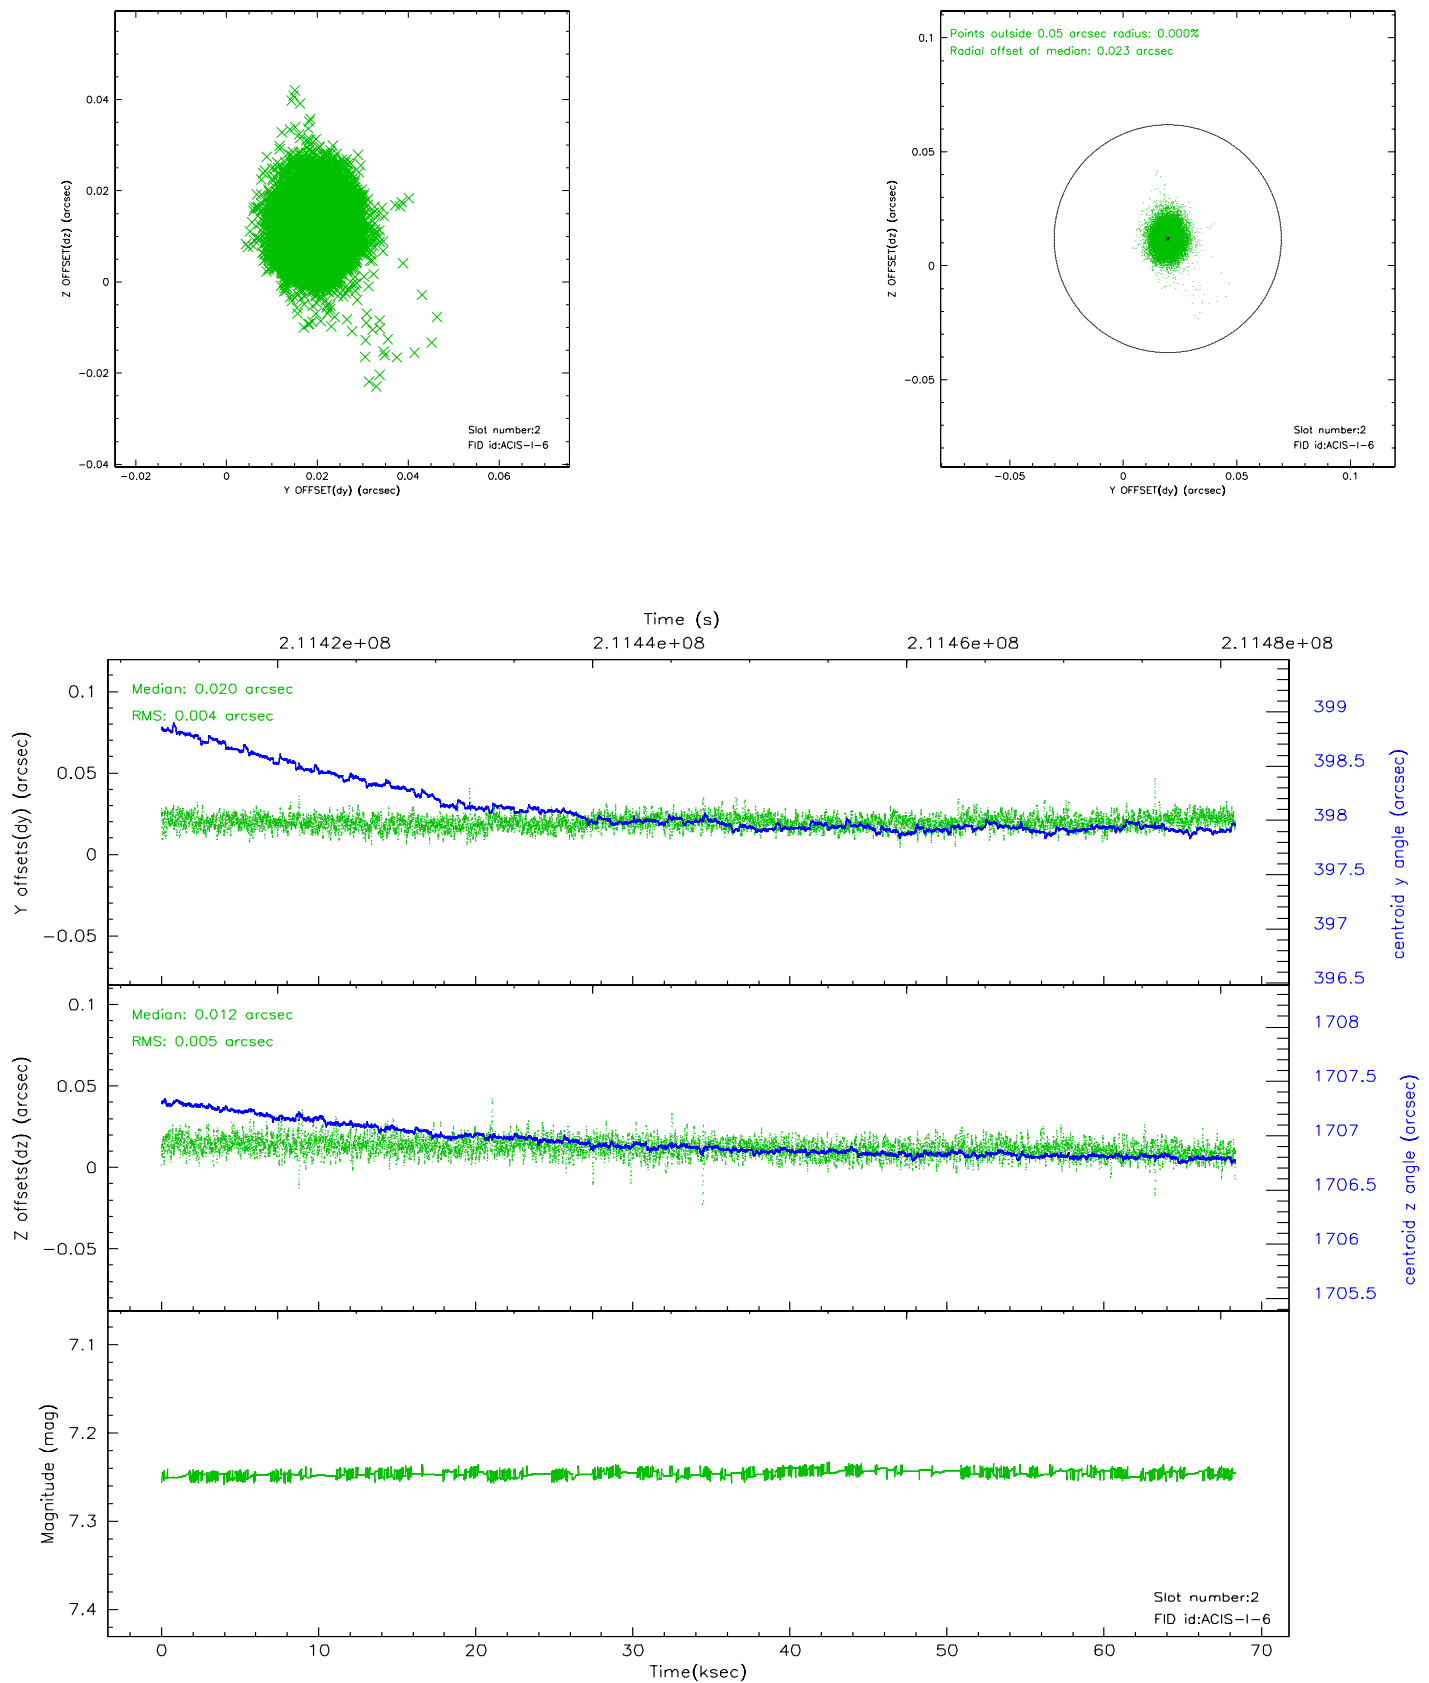 0.04
0.02
0
−0.02
−0.04
Z OFFSET(dz) (arcsec)
−0.02
0
0.02
0.04
0.06
Y OFFSET(dy) (arcsec)
Slot number:2
FID id:ACIS−I−6
Points outside 0.05 arcsec radius: 0.000%
Radial offset of median: 0.023 arcsec
0.1
0.05
0
−0.05
Z OFFSET(dz) (arcsec)
−0.05
0
0.05
0.1
Y OFFSET(dy) (arcsec)
Slot number:2
FID id:ACIS−I−6
Time (s)
2.1142e+08
2.1144e+08
2.1146e+08
2.1148e+08
Median: 0.020 arcsec
RMS: 0.004 arcsec
0.1
0.05
0
−0.05
Y offsets(dy) (arcsec)
399
398.5
398
397.5
397
396.5
centroid y angle (arcsec)
Median: 0.012 arcsec
RMS: 0.005 arcsec
0.1
0.05
0
−0.05
Z offsets(dz) (arcsec)
1708
1707.5
1707
1706.5
1706
1705.5
centroid z angle (arcsec)
7.1
7.2
7.3
7.4
Magnitude (mag)
Slot number:2
FID id:ACIS−I−6
0
10
20
30
40
50
60
70
Time(ksec)